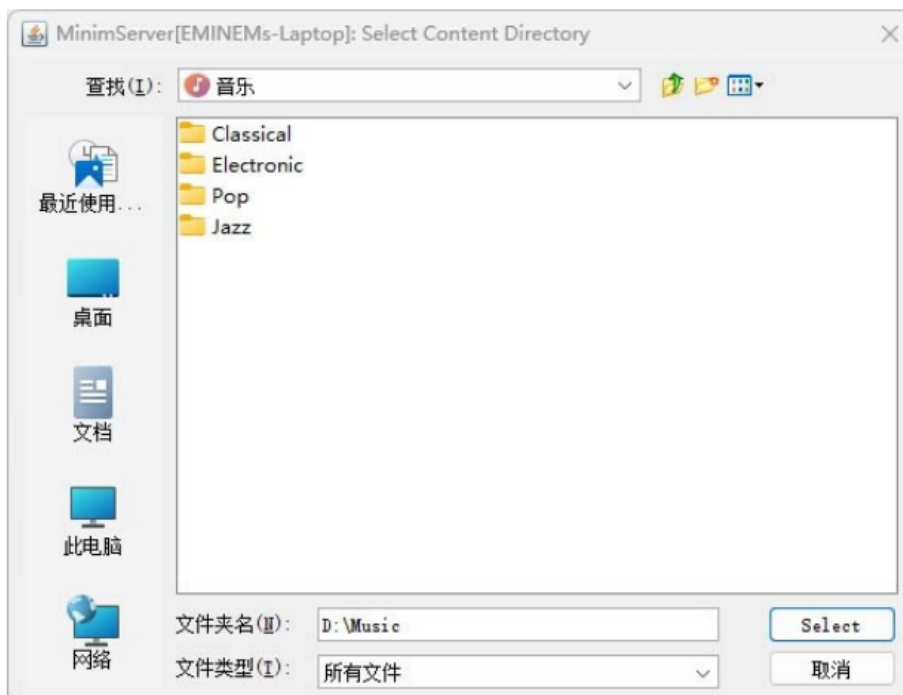 MinimServer[EMINEMs-Laptop]: Select Content Directory
查找(I):
音乐
Classical
Electronic
Pop
Jazz
最近使用...
桌面
文档
此电脑
网络
文件夹名(N): D:\Music
Select
文件类型(T): 所有文件
取消